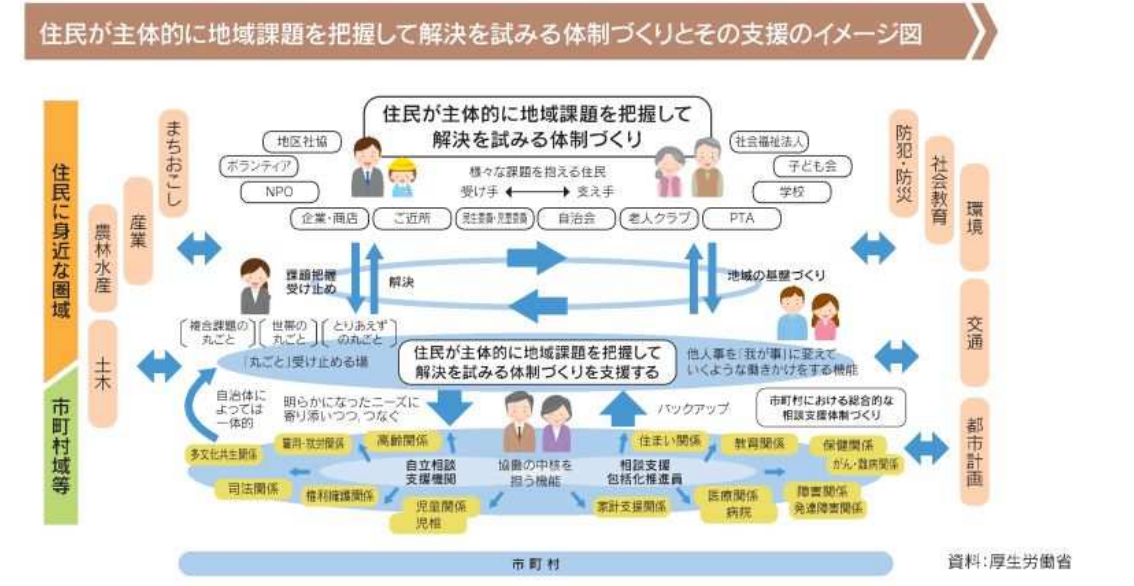 住民が主体的に地域課題を把握して解決を試みる体制づくりとその支援のイメージ図
住民に身近な圏域
市町村域等
まちおこし
産業
農林水産
土木
住民が主体的に地域課題を把握して
解決を試みる体制づくり
地区社協
ボランティア
NPO
社会福祉法人
子ども会
学校
様々な課題を抱える住民
受け手
支え手
企業・商店
ご近所
民生委員・児童委員
自治会
老人クラブ
PTA
防犯・防災
社会教育
環境
交通
都市計画
課題把握
受け止め
解決
地域の基盤づくり
複合課題の
丸ごと
世帯の
丸ごと
とりあえず
の丸ごと
「丸ごと」受け止める場
住民が主体的に地域課題を把握して
解決を試みる体制づくりを支援する
他人事を「我が事」に変えて
いくような働きかけをする機能
自治体に
よっては
一体的
明らかになったニーズに
寄り添いつつ、つなぐ
バックアップ
市町村における総合的な
相談支援体制づくり
多文化共生関係
雇用・就労関係
高齢関係
住まい関係
教育関係
保健関係
がん・難病関係
自立相談
支援機関
協働の中核を
担う機能
相談支援
包括化推進員
司法関係
権利擁護関係
児童関係
児相
家計支援関係
医療関係
病院
障害関係
発達障害関係
市町村
資料:厚生労働省